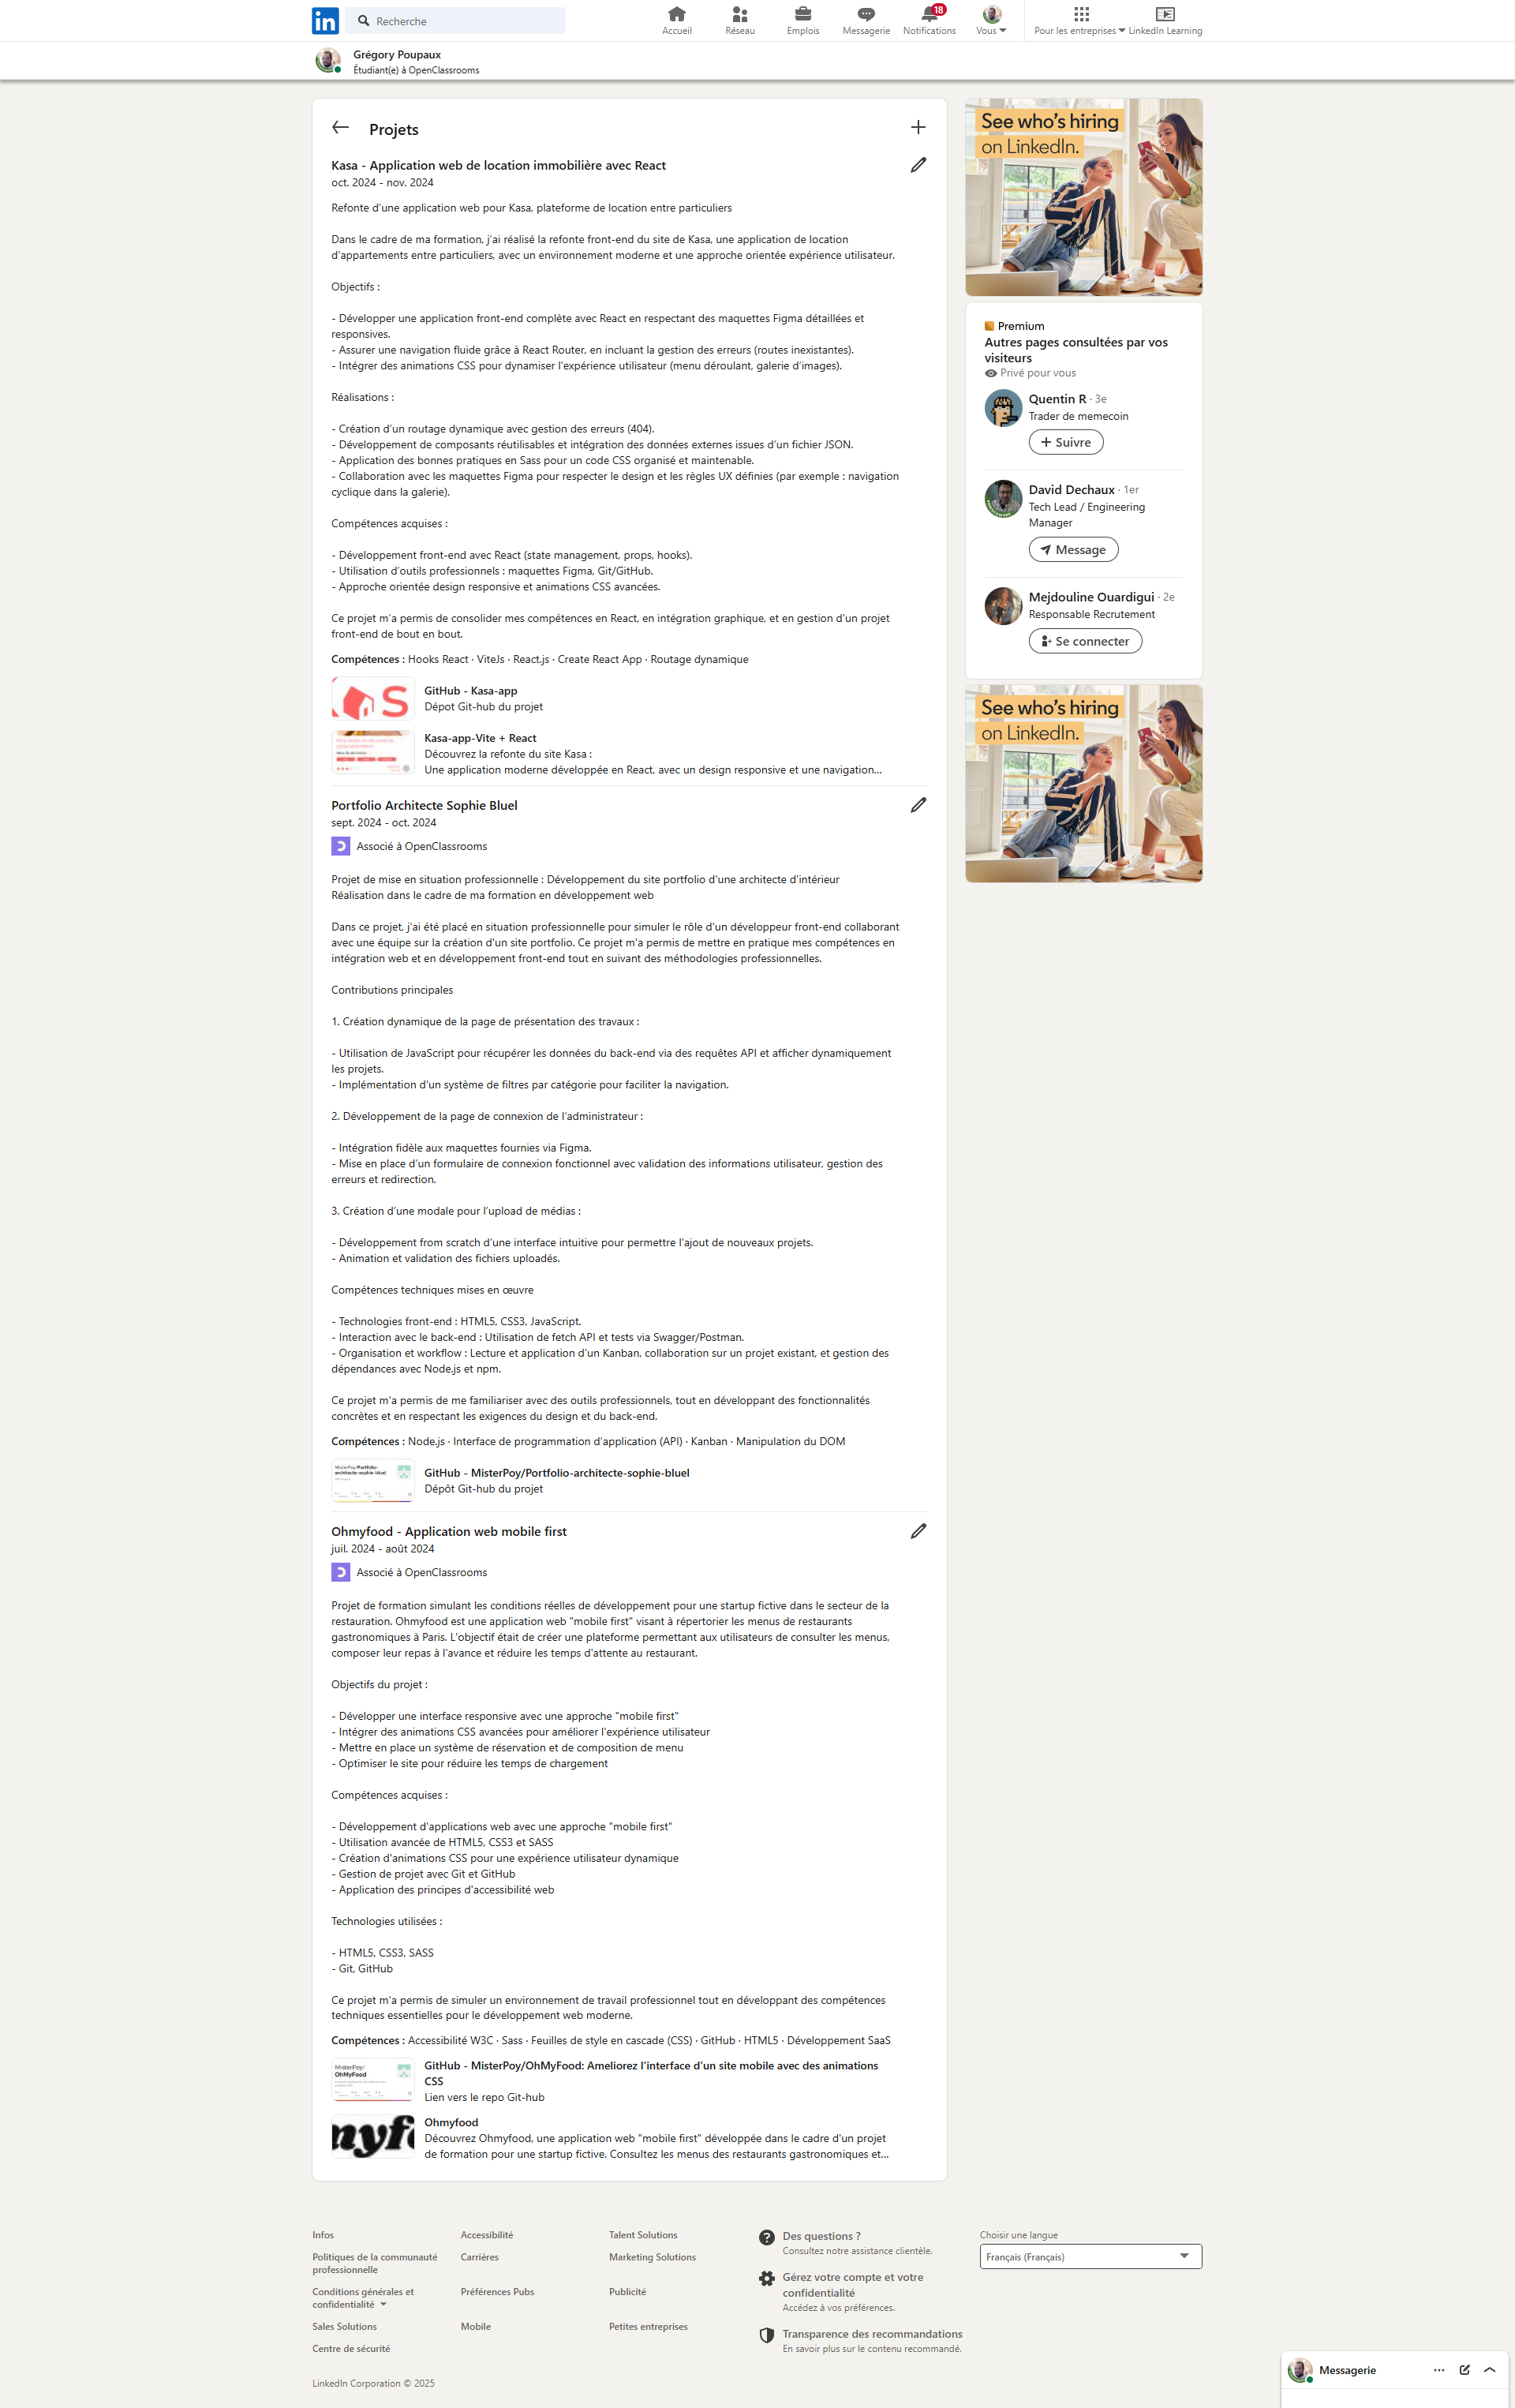 in
Recherche
Accueil
Réseau
Emplois
Messagerie
18
Notifications
Vous
Pour les entreprises
LinkedIn Learning
Grégory Poupaux
Étudiant(e) à OpenClassrooms
Projets
Kasa - Application web de location immobilière avec React
oct. 2024 - nov. 2024
Refonte d'une application web pour Kasa, plateforme de location entre particuliers
Dans le cadre de ma formation, j'ai réalisé la refonte front-end du site de Kasa, une application de location
d'appartements entre particuliers, avec un environnement moderne et une approche orientée expérience utilisateur.
Objectifs :
- Développer une application front-end complète avec React en respectant des maquettes Figma détaillées et
responsives.
- Assurer une navigation fluide grâce à React Router, en incluant la gestion des erreurs (routes inexistantes).
- Intégrer des animations CSS pour dynamiser l'expérience utilisateur (menu déroulant, galerie d'images).
Réalisations :
- Création d'un routage dynamique avec gestion des erreurs (404).
- Développement de composants réutilisables et intégration des données externes issues d'un fichier JSON.
- Application des bonnes pratiques en Sass pour un code CSS organisé et maintenable.
- Collaboration avec les maquettes Figma pour respecter le design et les règles UX définies (par exemple : navigation
cyclique dans la galerie).
Compétences acquises :
- Développement front-end avec React (state management, props, hooks).
- Utilisation d'outils professionnels : maquettes Figma, Git/GitHub.
- Approche orientée design responsive et animations CSS avancées.
Ce projet m'a permis de consolider mes compétences en React, en intégration graphique, et en gestion d'un projet
front-end de bout en bout.
Compétences : Hooks React · ViteJs · React.js · Create React App · Routage dynamique
GitHub - Kasa-app
Dépot Git-hub du projet
Kasa-app-Vite + React
Découvrez la refonte du site Kasa :
Une application moderne développée en React, avec un design responsive et une navigation…
Portfolio Architecte Sophie Bluel
sept. 2024 - oct. 2024
Associé à OpenClassrooms
Projet de mise en situation professionnelle : Développement du site portfolio d'une architecte d'intérieur
Réalisation dans le cadre de ma formation en développement web
Dans ce projet, j'ai été placé en situation professionnelle pour simuler le rôle d'un développeur front-end collaborant
avec une équipe sur la création d'un site portfolio. Ce projet m'a permis de mettre en pratique mes compétences en
intégration web et en développement front-end tout en suivant des méthodologies professionnelles.
Contributions principales
1. Création dynamique de la page de présentation des travaux :
- Utilisation de JavaScript pour récupérer les données du back-end via des requêtes API et afficher dynamiquement
les projets.
- Implémentation d'un système de filtres par catégorie pour faciliter la navigation.
2. Développement de la page de connexion de l'administrateur :
- Intégration fidèle aux maquettes fournies via Figma.
- Mise en place d'un formulaire de connexion fonctionnel avec validation des informations utilisateur, gestion des
erreurs et redirection.
3. Création d'une modale pour l'upload de médias :
- Développement from scratch d'une interface intuitive pour permettre l'ajout de nouveaux projets.
- Animation et validation des fichiers uploadés.
Compétences techniques mises en œuvre
- Technologies front-end : HTML5, CSS3, JavaScript.
- Interaction avec le back-end : Utilisation de fetch API et tests via Swagger/Postman.
- Organisation et workflow : Lecture et application d'un Kanban, collaboration sur un projet existant, et gestion des
dépendances avec Node.js et npm.
Ce projet m'a permis de me familiariser avec des outils professionnels, tout en développant des fonctionnalités
concrètes et en respectant les exigences du design et du back-end.
Compétences : Node.js · Interface de programmation d'application (API) · Kanban · Manipulation du DOM
MisterPoy/Portfolio-
architecte-sophie-bluel
GitHub - MisterPoy/Portfolio-architecte-sophie-bluel
Dépôt Git-hub du projet
Ohmyfood - Application web mobile first
juil. 2024 - août 2024
Associé à OpenClassrooms
Projet de formation simulant les conditions réelles de développement pour une startup fictive dans le secteur de la
restauration. Ohmyfood est une application web "mobile first" visant à répertorier les menus de restaurants
gastronomiques à Paris. L'objectif était de créer une plateforme permettant aux utilisateurs de consulter les menus,
composer leur repas à l'avance et réduire les temps d'attente au restaurant.
Objectifs du projet :
- Développer une interface responsive avec une approche "mobile first"
- Intégrer des animations CSS avancées pour améliorer l'expérience utilisateur
- Mettre en place un système de réservation et de composition de menu
- Optimiser le site pour réduire les temps de chargement
Compétences acquises :
- Développement d'applications web avec une approche "mobile first"
- Utilisation avancée de HTML5, CSS3 et SASS
- Création d'animations CSS pour une expérience utilisateur dynamique
- Gestion de projet avec Git et GitHub
- Application des principes d'accessibilité web
Technologies utilisées :
- HTML5, CSS3, SASS
- Git, GitHub
Ce projet m'a permis de simuler un environnement de travail professionnel tout en développant des compétences
techniques essentielles pour le développement web moderne.
Compétences : Accessibilité W3C · Sass · Feuilles de style en cascade (CSS) · GitHub · HTML5 · Développement SaaS
MisterPoy/
OhMyFood
GitHub - MisterPoy/OhMyFood: Ameliorez l'interface d'un site mobile avec des animations
CSS
Lien vers le repo Git-hub
nyf
Ohmyfood
Découvrez Ohmyfood, une application web "mobile first" développée dans le cadre d'un projet
de formation pour une startup fictive. Consultez les menus des restaurants gastronomiques et…
See who's hiring
on LinkedIn.
Premium
Autres pages consultées par vos
visiteurs
Privé pour vous
Quentin R · 3e
Trader de memecoin
Suivre
David Dechaux · 1er
Tech Lead / Engineering
Manager
Message
Mejdouline Ouardigui · 2e
Responsable Recrutement
Se connecter
See who's hiring
on LinkedIn.
Infos
Accessibilité
Talent Solutions
Politiques de la communauté
professionnelle
Carrières
Marketing Solutions
Conditions générales et
confidentialité
Préférences Pubs
Publicité
Sales Solutions
Mobile
Petites entreprises
Centre de sécurité
Des questions ?
Consultez notre assistance clientèle.
Gérez votre compte et votre
confidentialité
Accédez à vos préférences.
Transparence des recommandations
En savoir plus sur le contenu recommandé.
Choisir une langue
Français (Français)
LinkedIn Corporation © 2025
Messagerie